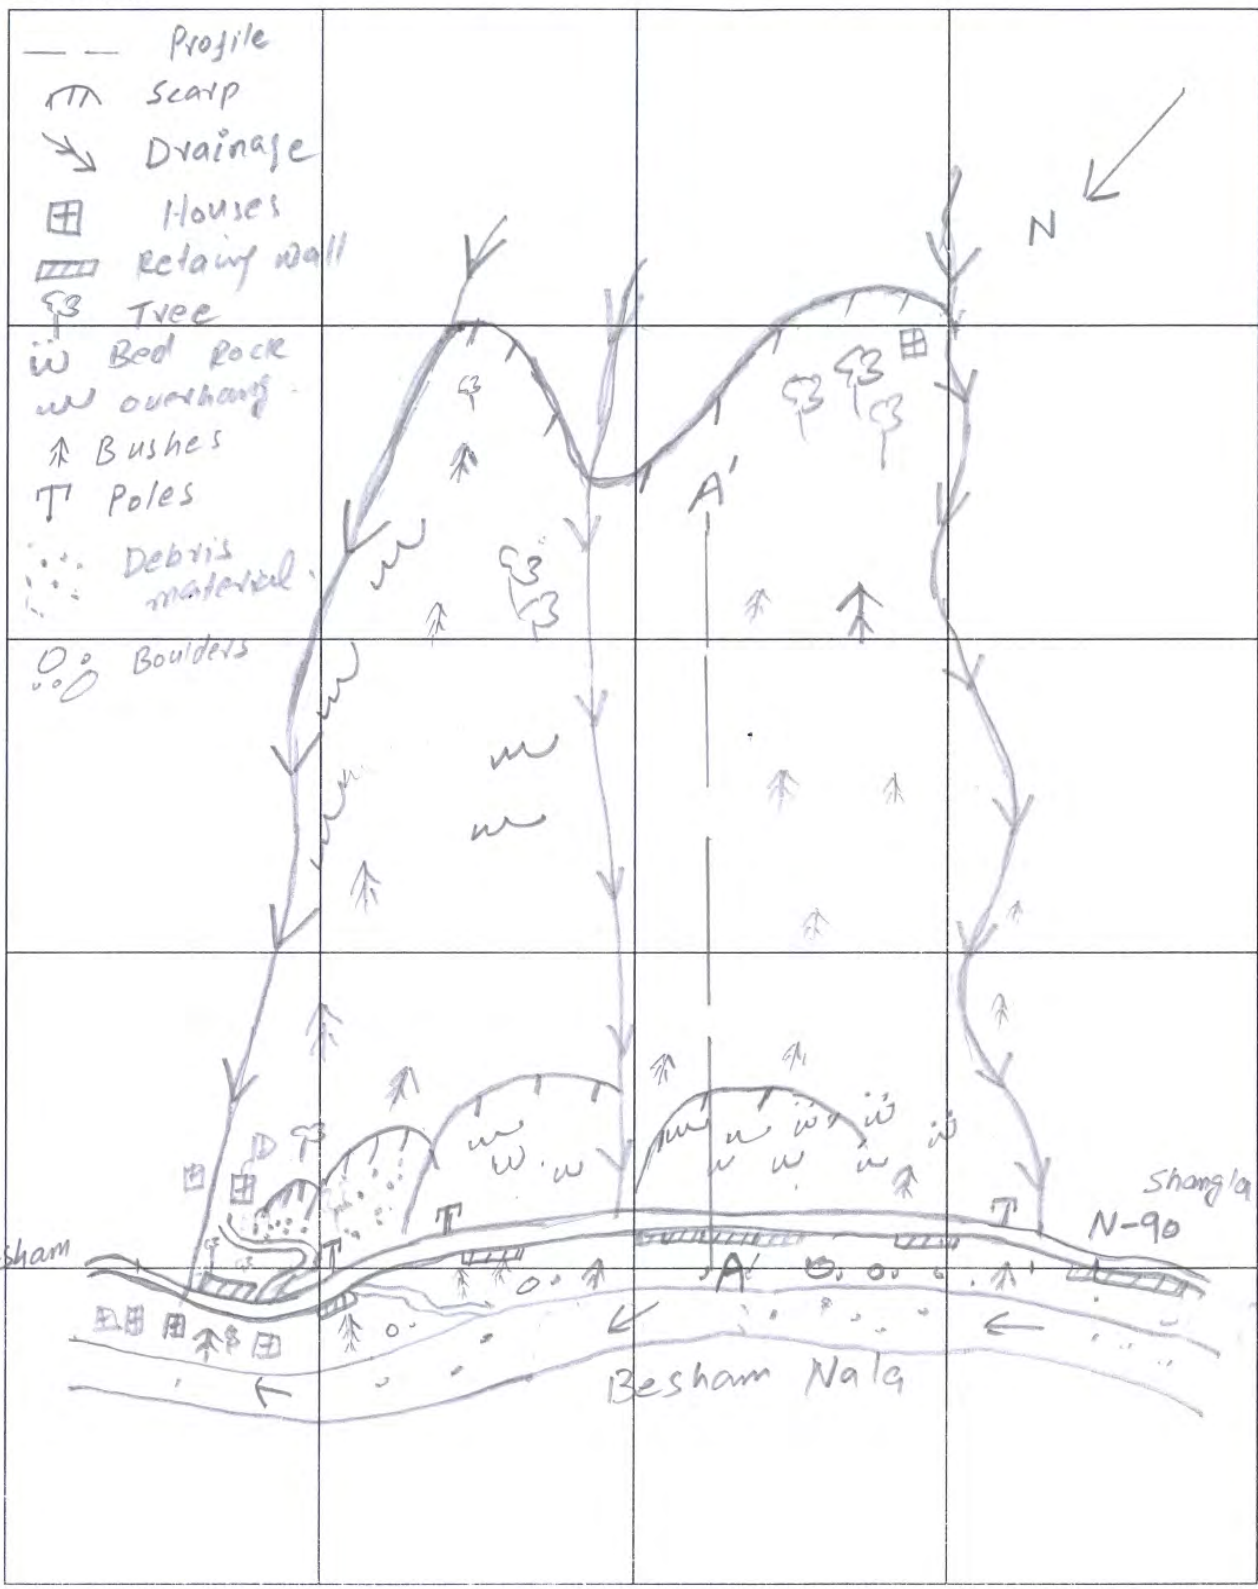 Profile
Scarp
Drainage
Houses
Retaing wall
Tree
Bed Rock
overhang
Bushes
Poles
Debris
material
Boulders
N
A'
Shangla
N-90
sham
A'
Besham Nala